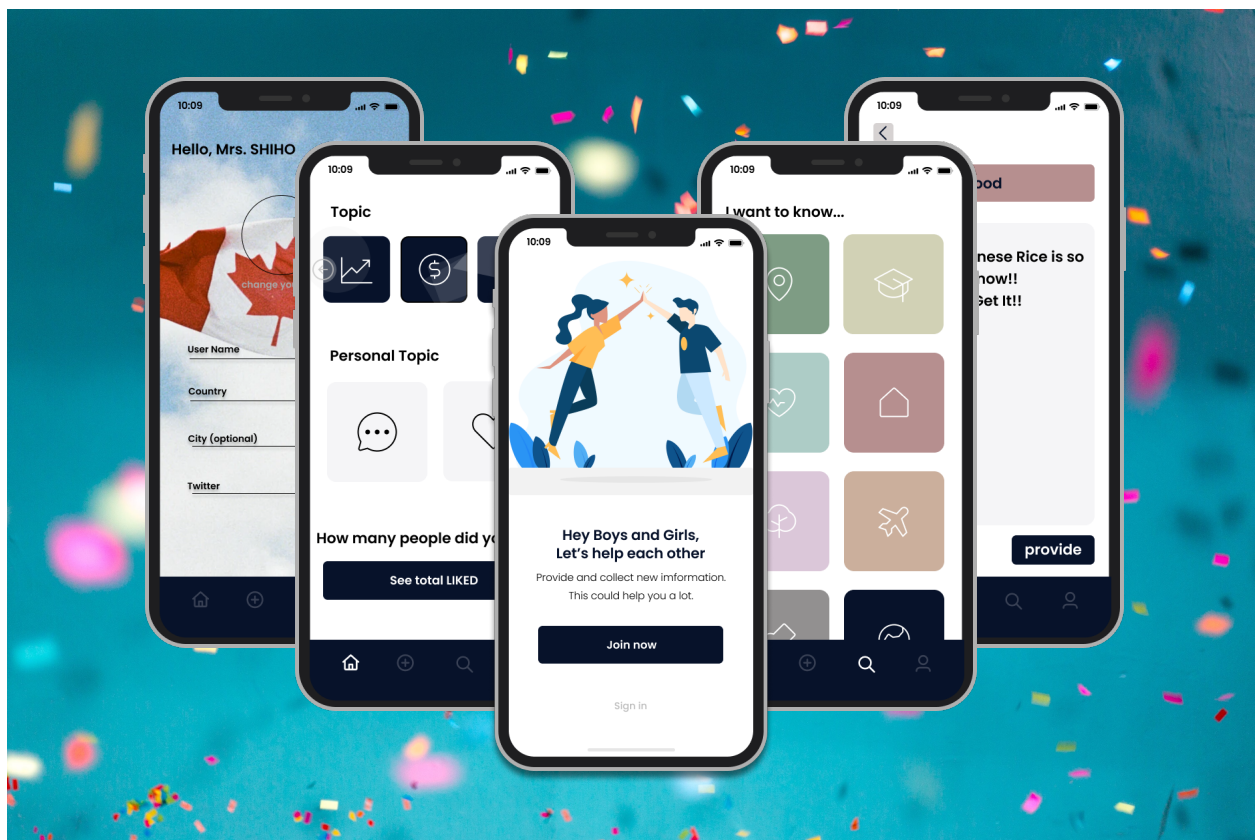 10:09
Hello, Mrs. SHIHO
change you
User Name
Country
City (optional)
Twitter
10:09
Topic
Personal Topic
How many people did yo
See total LIKED
10:09
Hey Boys and Girls,
Let's help each other
Provide and collect new imformation.
This could help you a lot.
Join now
Sign in
10:09
I want to know...
10:09
ood
nese Rice is so
now!!
Get It!!
provide